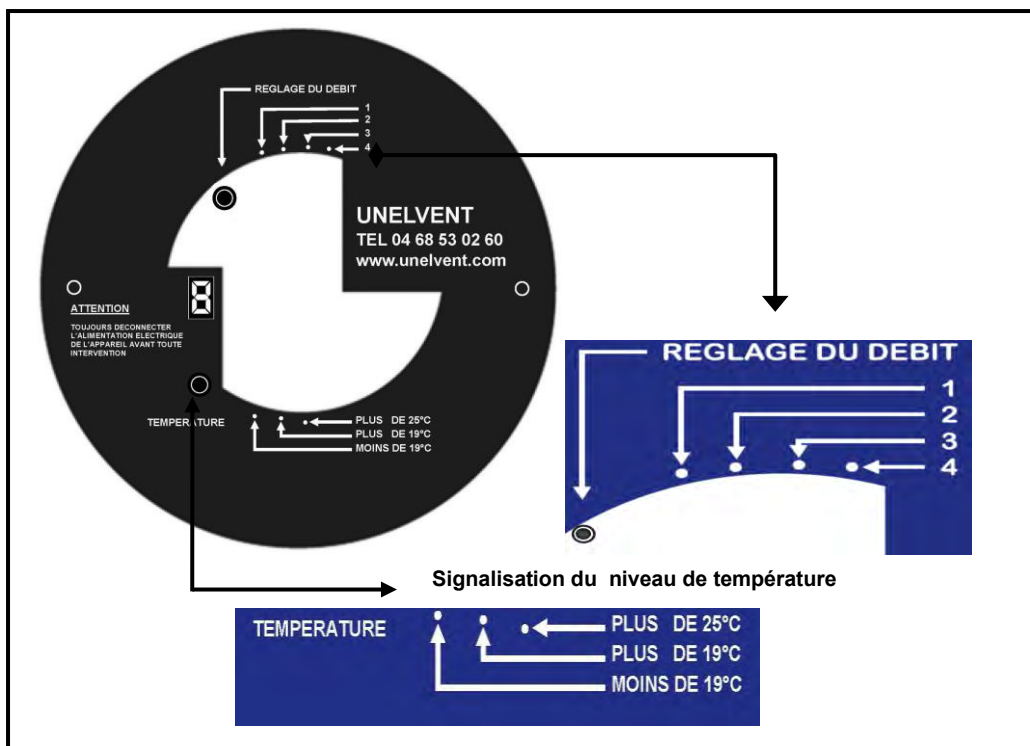 REGLAGE DU DEBIT
1
2
3
4
UNELVENT
TEL 04 68 53 02 60
www.unelvent.com
8
ATTENTION
TOUJOURS DECONNECTER
L'ALIMENTATION ELECTRIQUE
DE L'APPAREIL AVANT TOUTE
INTERVENTION
TEMPERATURE
PLUS DE 25°C
PLUS DE 19°C
MOINS DE 19°C
REGLAGE DU DEBIT
1
2
3
4
Signalisation du niveau de température
TEMPERATURE
PLUS DE 25°C
PLUS DE 19°C
MOINS DE 19°C